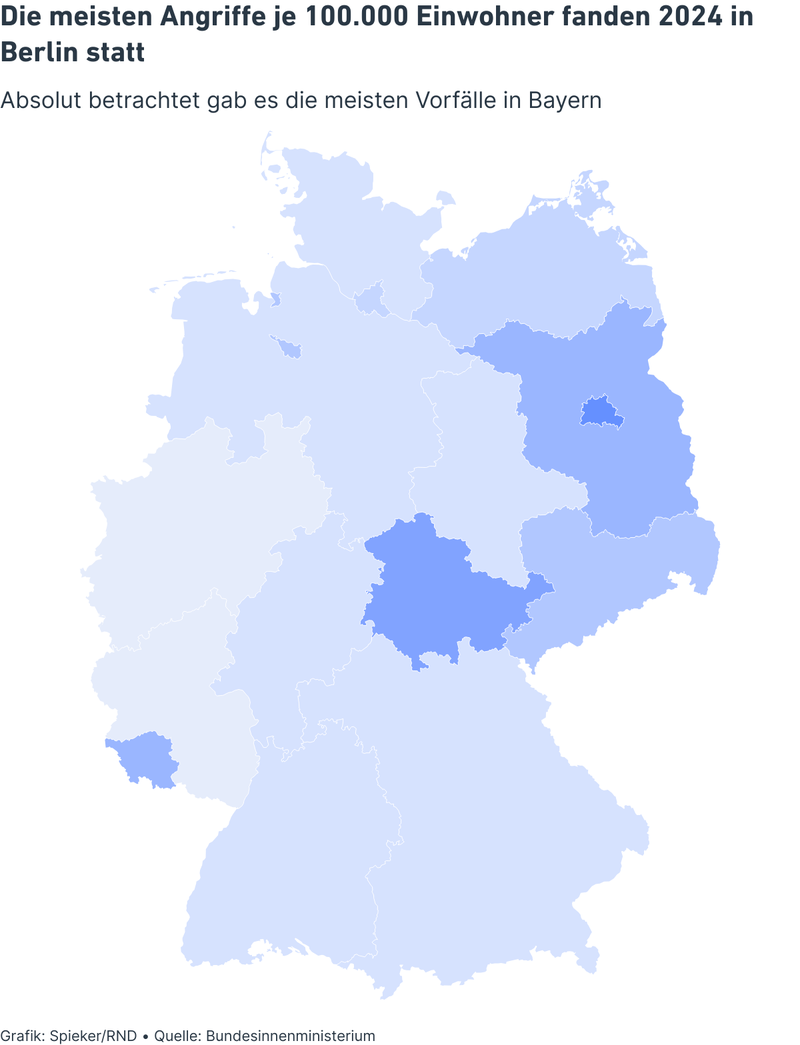 Die meisten Angriffe je 100.000 Einwohner fanden 2024 in
Berlin statt
Absolut betrachtet gab es die meisten Vorfälle in Bayern
Grafik: Spieker/RND • Quelle: Bundesinnenministerium